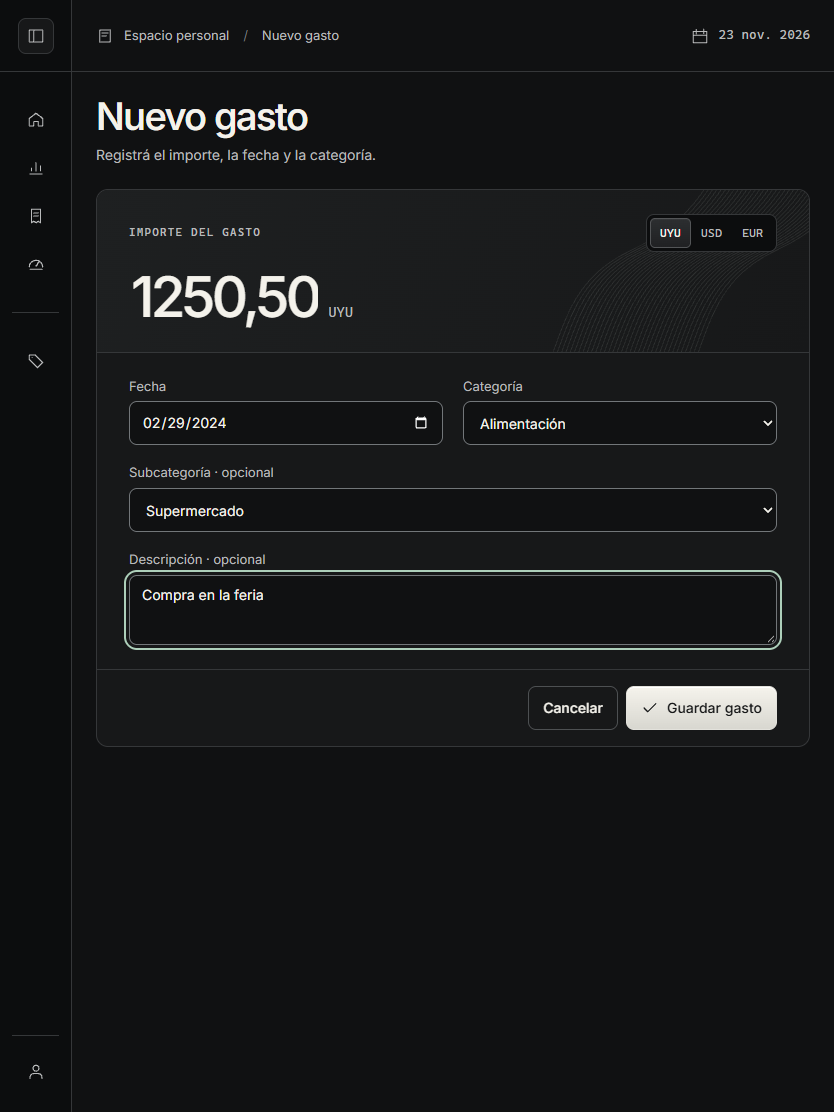 Espacio personal / Nuevo gasto
23 nov. 2026
Nuevo gasto
Registrá el importe, la fecha y la categoría.
IMPORTE DEL GASTO
UYU USD EUR
1250,50 UYU
Fecha
02/29/2024
Categoría
Alimentación
Subcategoría · opcional
Supermercado
Descripción · opcional
Compra en la feria
Cancelar
Guardar gasto